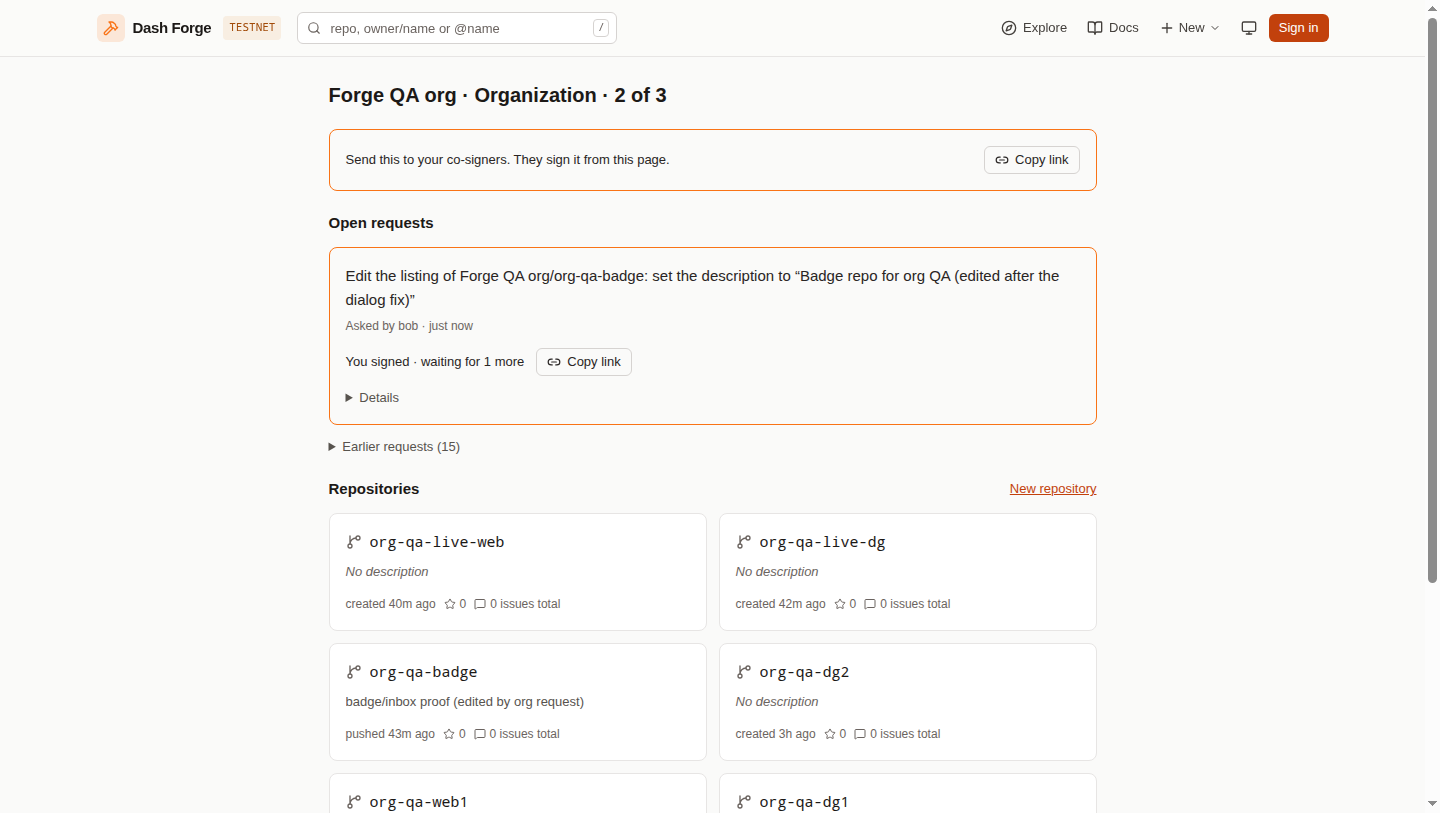 Dash Forge TESTNET repo, owner/name or @name / Explore Docs New Sign in
Forge QA org · Organization · 2 of 3
Send this to your co-signers. They sign it from this page. Copy link
Open requests
Edit the listing of Forge QA org/org-qa-badge: set the description to “Badge repo for org QA (edited after the
dialog fix)”
Asked by bob · just now
You signed · waiting for 1 more Copy link
Details
Earlier requests (15)
Repositories New repository
org-qa-live-web
No description
created 40m ago 0 0 issues total
org-qa-live-dg
No description
created 42m ago 0 0 issues total
org-qa-badge
badge/inbox proof (edited by org request)
pushed 43m ago 0 0 issues total
org-qa-dg2
No description
created 3h ago 0 0 issues total
org-qa-web1
org-qa-dg1